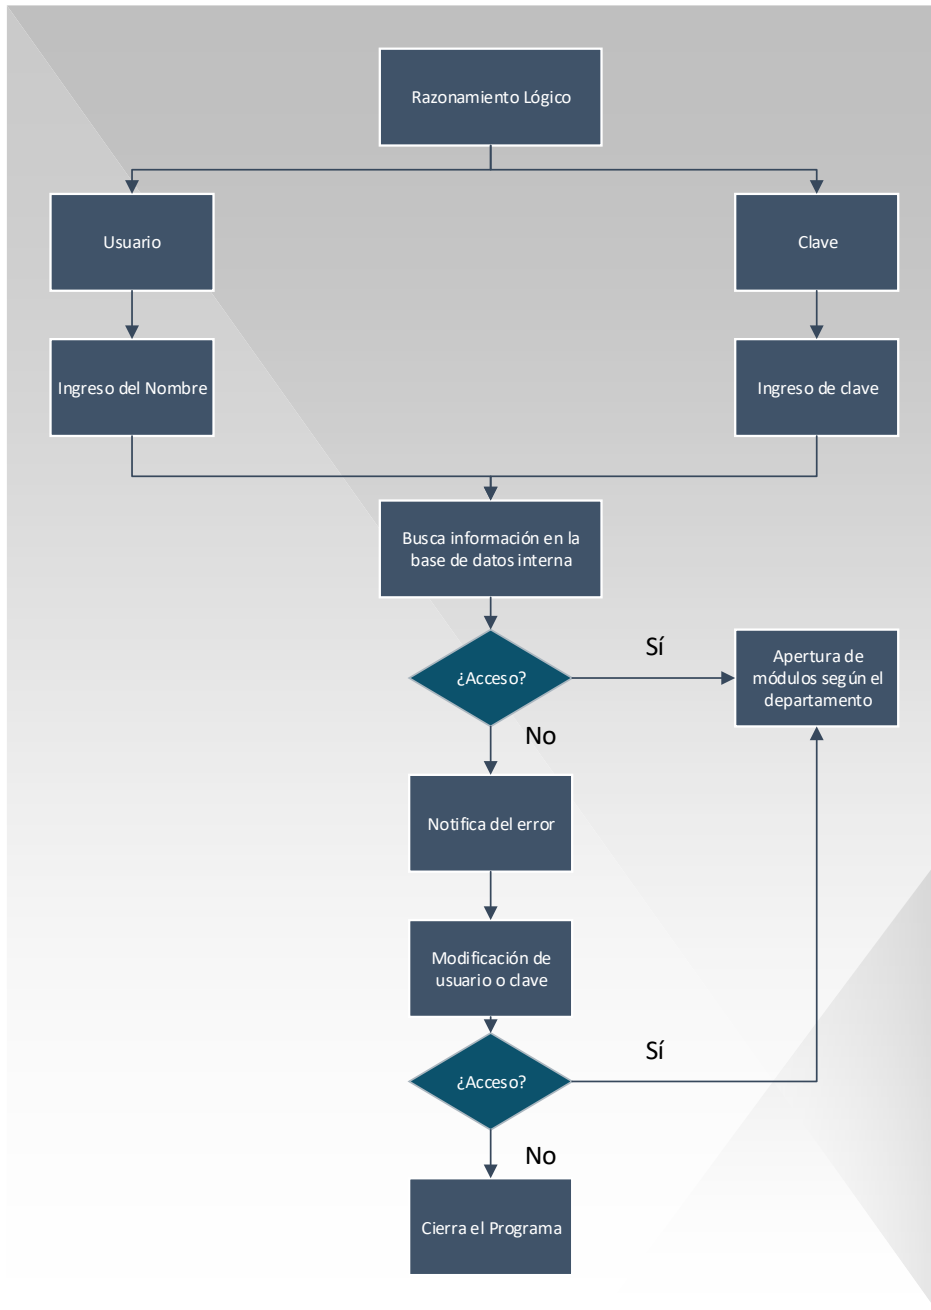 Razonamiento Lógico
Usuario
Clave
Ingreso del Nombre
Ingreso de clave
Busca información en la
base de datos interna
¿Acceso?
Sí
Apertura de
módulos según el
departamento
No
Notifica del error
Modificación de
usuario o clave
¿Acceso?
Sí
No
Cierra el Programa